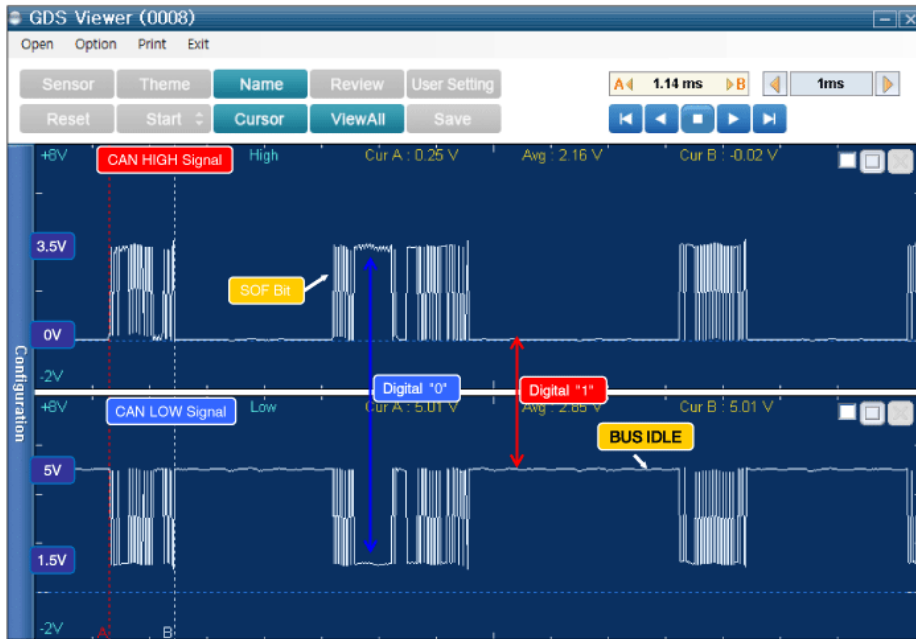 GDS Viewer (0008)
Open Option Print Exit
Sensor Theme Name Review User Setting
A 1.14 ms B 1ms
Reset Start Cursor ViewAll Save
+8V CAN HIGH Signal High Cur A : 0.25 V Avg : 2.16 V Cur B : -0.02 V
3.5V
SOF Bit
0V
Configuration
-2V
Digital "0" Digital "1"
+8V CAN LOW Signal Low Cur A : 5.01 V Avg : 2.85 V Cur B : 5.01 V
BUS IDLE
5V
1.5V
-2V A B